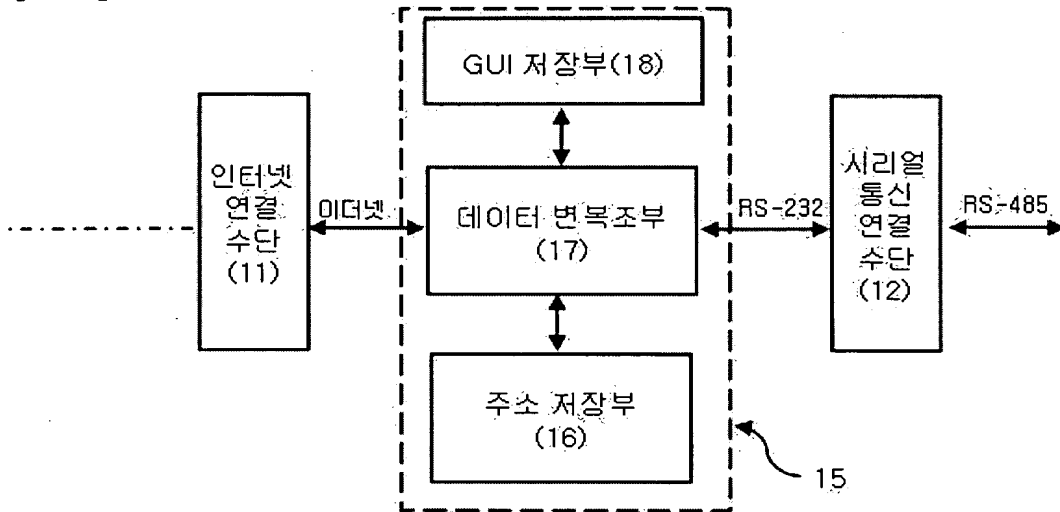 GUI 저장부(18)
인터넷
연결
수단
(11)
이더넷
데이터 변복조부
(17)
RS-232
시리얼
통신
연결
수단
(12)
RS-485
주소 저장부
(16)
15